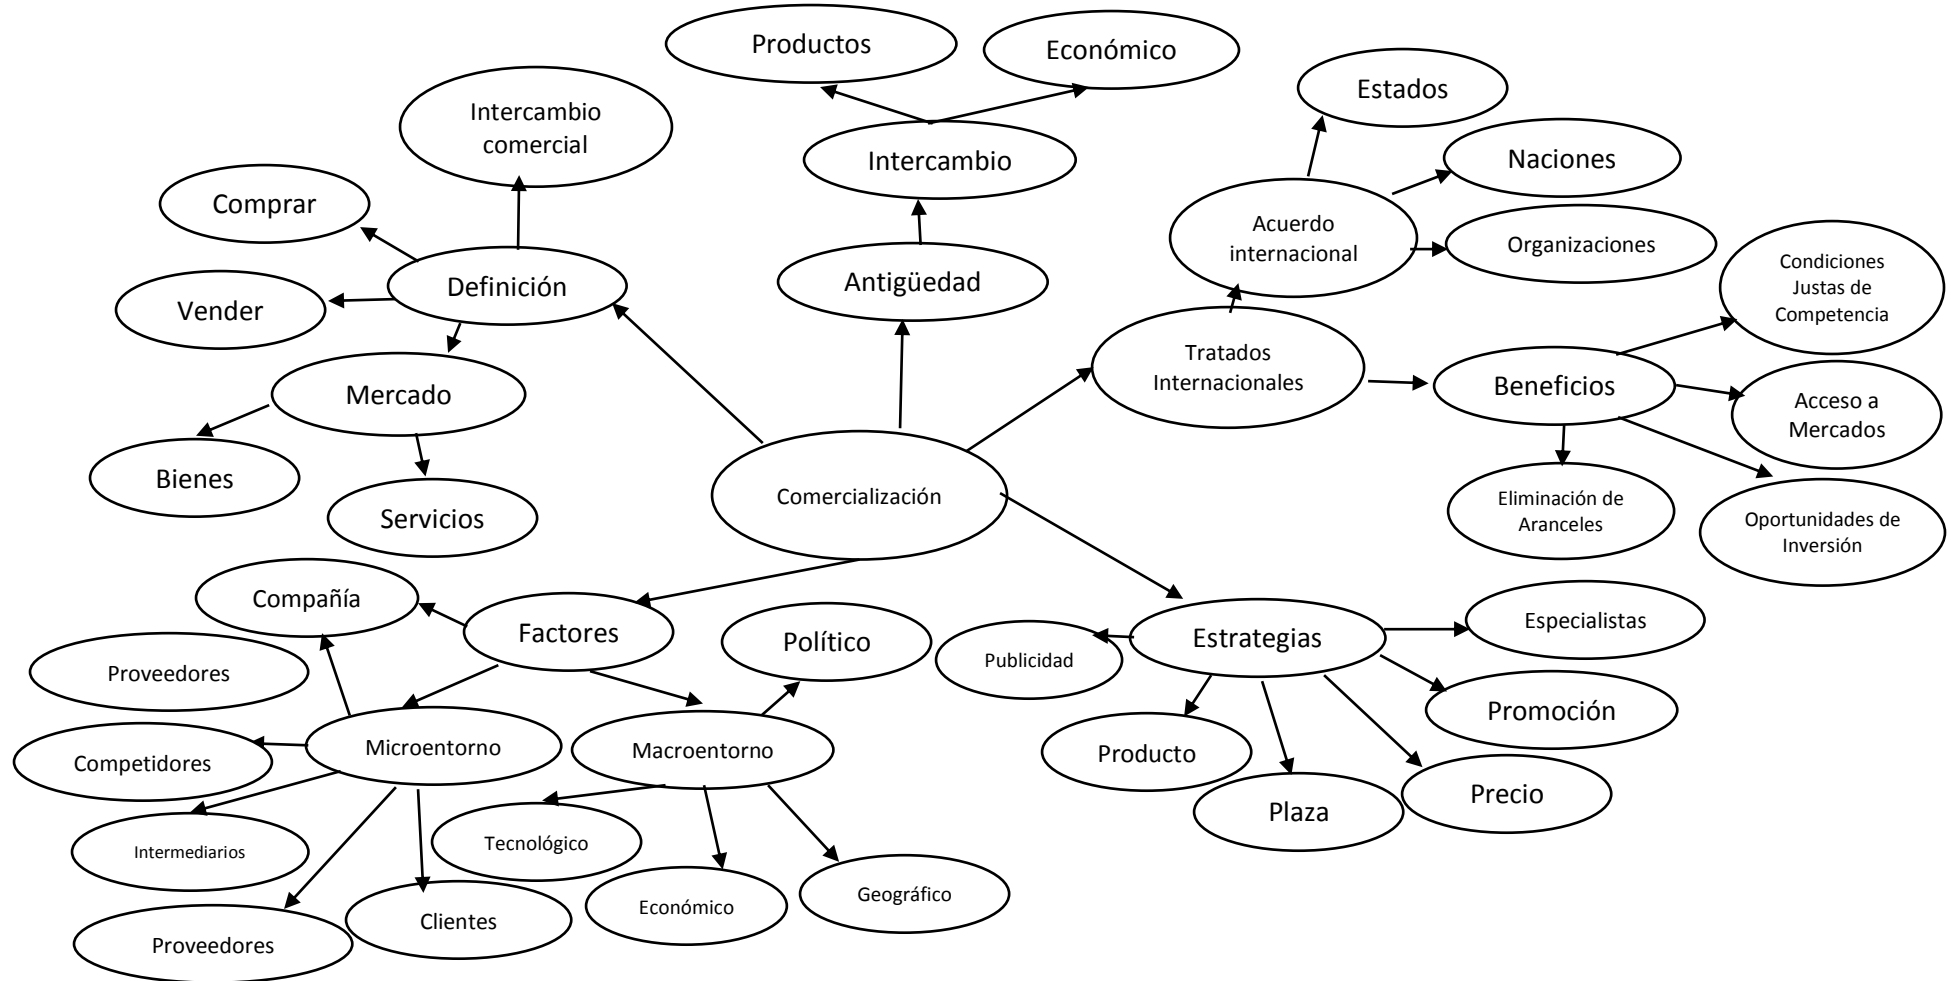 Productos
Económico
Estados
Intercambio
comercial
Intercambio
Naciones
Comprar
Acuerdo
internacional
Organizaciones
Condiciones
Justas de
Competencia
Definición
Antigüedad
Vender
Tratados
Internacionales
Beneficios
Mercado
Acceso a
Mercados
Bienes
Servicios
Comercialización
Eliminación de
Aranceles
Oportunidades de
Inversión
Compañía
Factores
Político
Estrategias
Especialistas
Publicidad
Proveedores
Promoción
Microentorno
Macroentorno
Competidores
Producto
Precio
Plaza
Intermediarios
Tecnológico
Geográfico
Económico
Clientes
Proveedores